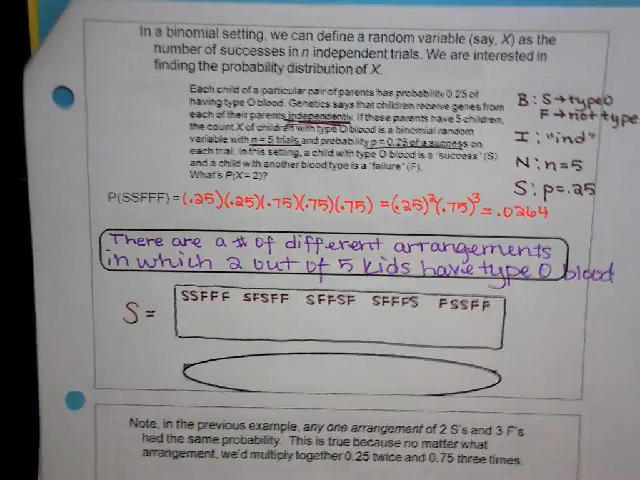 In a binomial setting, we can define a random variable (say, X) as the
number of successes in n independent trials. We are interested in
finding the probability distribution of X.
Each child of a particular pair of parents has probability 0.25 of
having type O blood. Genetics says that children receive genes from
each of their parents independently. If these parents have 5 children,
the count X of children with type O blood is a binomial random
variable with n = 5 trials and probability p = 0.25 of a success on
each trial. In this setting, a child with type O blood is a "success" (S)
and a child with another blood type is a "failure" (F).
What's P(X = 2)?
B: S→type O
F→not type
I: "ind"
N: n=5
S: p=.25
P(SSFFF) = (.25)(.25)(.75)(.75)(.75) = (.25)²(.75)³ = .0264
There are a # of different arrangements
in which 2 out of 5 kids have type O blood
S = SSFFF SFSFF SFFSF SFFFS FSSFF
Note, in the previous example, any one arrangement of 2 S's and 3 F's
had the same probability. This is true because no matter what
arrangement, we'd multiply together 0.25 twice and 0.75 three times.